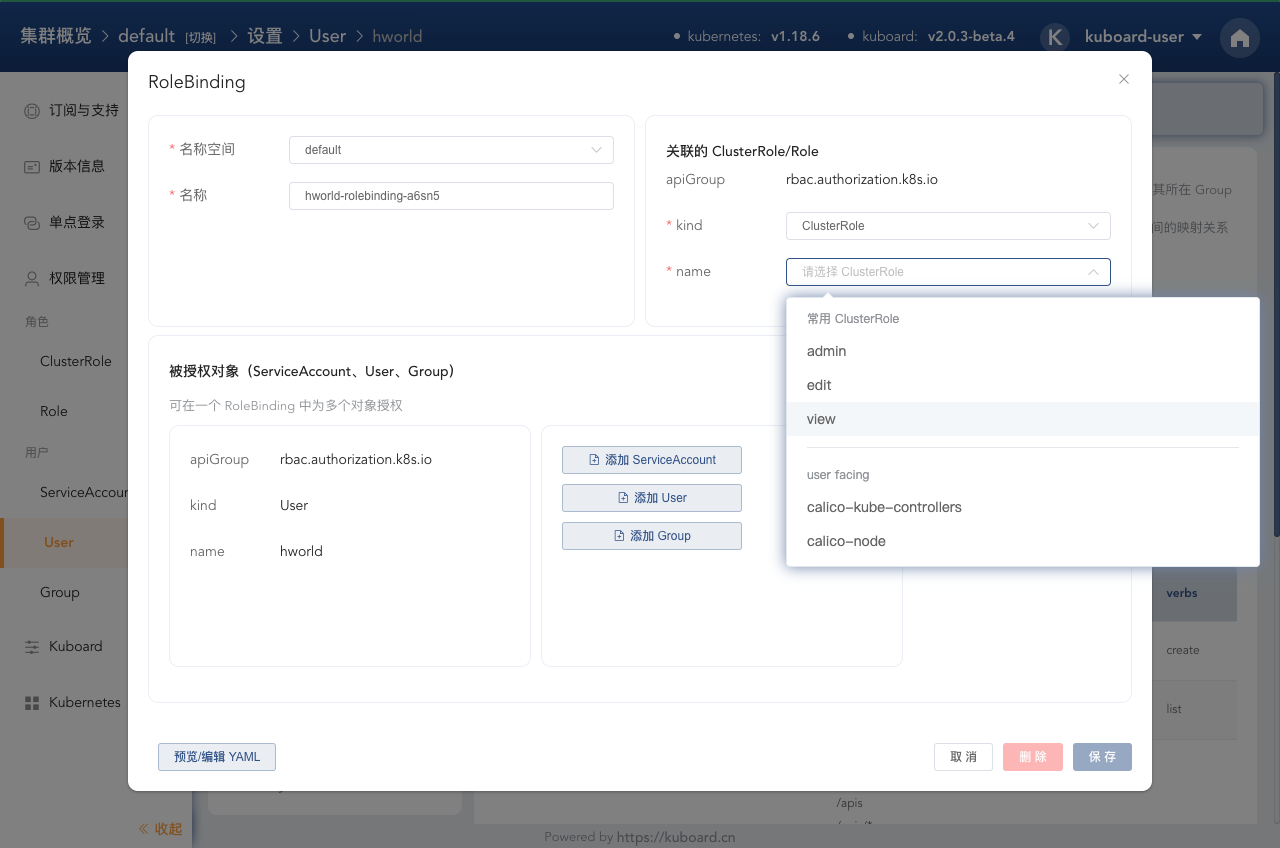 集群概览 > default [切换] > 设置 > User > hworld
kubernetes: v1.18.6
kuboard: v2.0.3-beta.4
K
kuboard-user
订阅与支持
版本信息
单点登录
权限管理
角色
ClusterRole
Role
用户
ServiceAccoun
User
Group
Kuboard
Kubernetes
收起
RoleBinding
* 名称空间
default
* 名称
hworld-rolebinding-a6sn5
关联的 ClusterRole/Role
apiGroup
rbac.authorization.k8s.io
* kind
ClusterRole
* name
请选择 ClusterRole
常用 ClusterRole
admin
edit
view
user facing
calico-kube-controllers
calico-node
被授权对象（ServiceAccount、User、Group）
可在一个 RoleBinding 中为多个对象授权
apiGroup
rbac.authorization.k8s.io
kind
User
name
hworld
添加 ServiceAccount
添加 User
添加 Group
预览/编辑 YAML
取 消
删 除
保 存
其所在 Group
间的映射关系
verbs
create
list
/apis
Powered by https://kuboard.cn